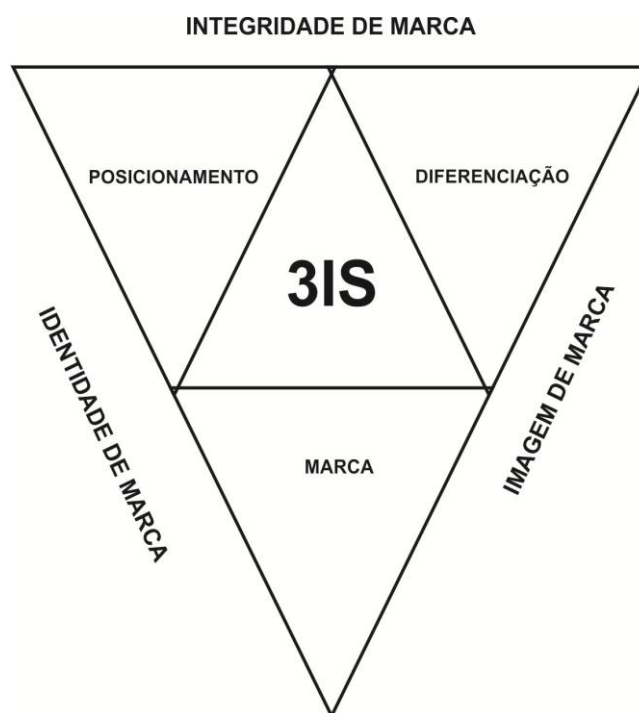 INTEGRIDADE DE MARCA
POSICIONAMENTO
DIFERENCIAÇÃO
3IS
IDENTIDADE DE MARCA
IMAGEM DE MARCA
MARCA